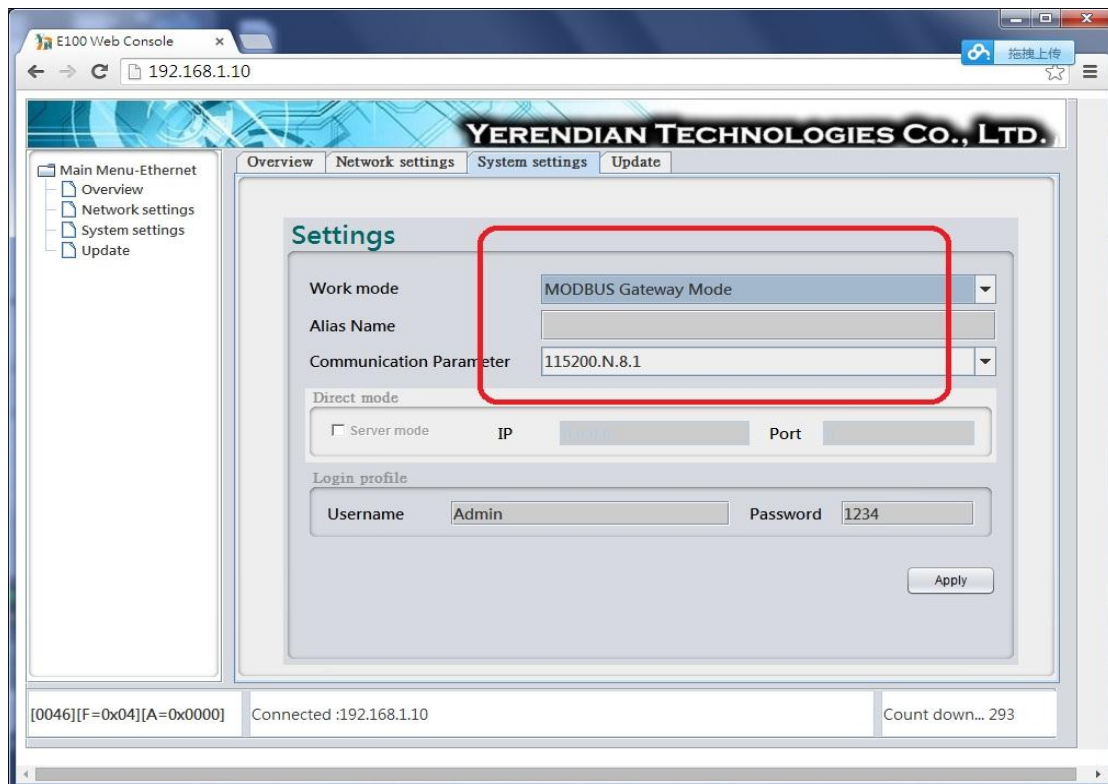 E100 Web Console
拖拽上传
192.168.1.10
YERENDIAN TECHNOLOGIES CO., LTD.
Main Menu-Ethernet
Overview
Network settings
System settings
Update
Overview Network settings System settings Update
Settings
Work mode MODBUS Gateway Mode
Alias Name
Communication Parameter 115200.N.8.1
Direct mode
Server mode IP Port
Login profile
Username Admin Password 1234
Apply
[0046][F=0x04][A=0x0000] Connected :192.168.1.10 Count down... 293